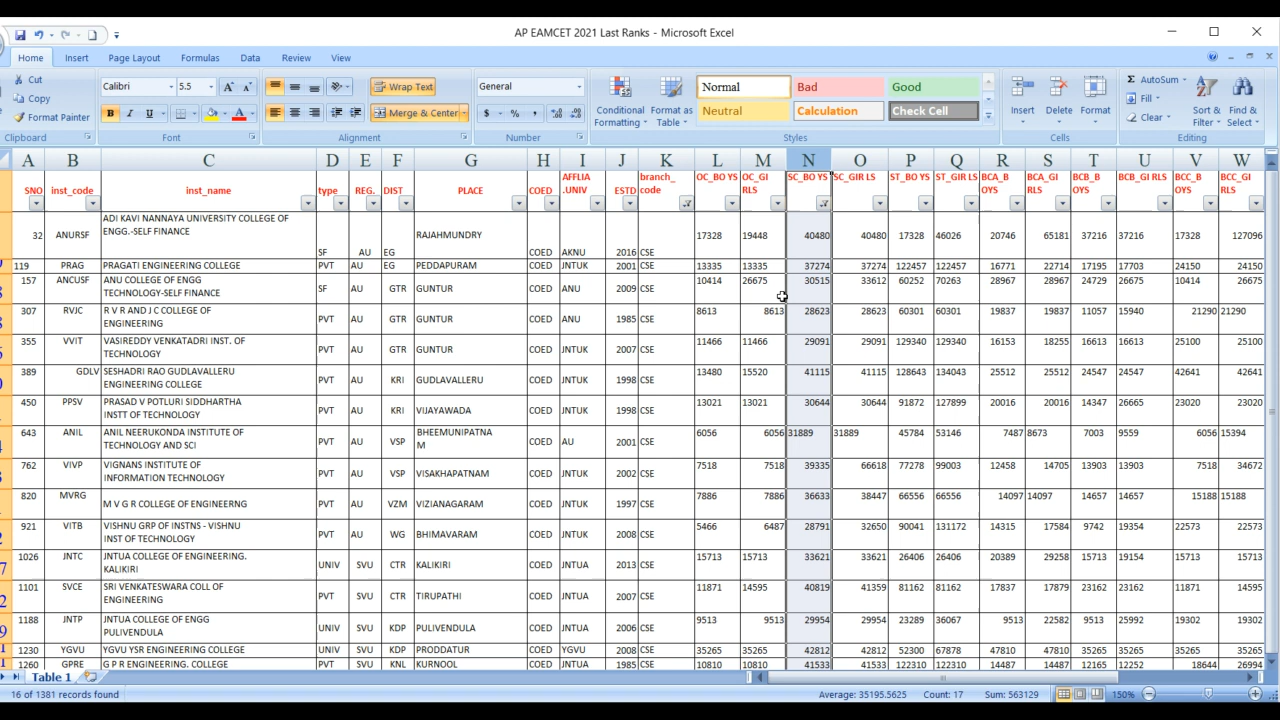 AP EAMCET 2021 Last Ranks - Microsoft Excel
Home Insert Page Layout Formulas Data Review View
Cut Copy Format Painter Clipboard
Calibri 5.5 A A B I U A Font
Wrap Text Merge & Center Alignment
General $ % , Number
Conditional Formatting Format as Table
Normal Bad Good
Neutral Calculation Check Cell
Styles
Insert Delete Format Cells
Σ AutoSum Fill Clear Sort & Filter Find & Select Editing
A B C D E F G H I J K L M N O P Q R S T U V W
SNO inst_code inst_name type REG. DIST PLACE COED AFFLIA.UNIV ESTD branch_code OC_BO YS OC_GI RLS SC_BO YS SC_GIR LS ST_BO YS ST_GIR LS BCA_B OYS BCA_GI RLS BCB_B OYS BCB_GI RLS BCC_B OYS BCC_GI RLS
32 ANURSF ADI KAVI NANNAYA UNIVERSITY COLLEGE OF ENGG.-SELF FINANCE SF AU EG RAJAHMUNDRY COED AKNU 2016 CSE 17328 19448 40480 40480 17328 46026 20746 65181 37216 37216 17328 127096
119 PRAG PRAGATI ENGINEERING COLLEGE PVT AU EG PEDDAPURAM COED JNTUK 2001 CSE 13335 13335 37274 37274 122457 122457 16771 22714 17195 17703 24150 24150
157 ANCUSF ANU COLLEGE OF ENGG TECHNOLOGY-SELF FINANCE SF AU GTR GUNTUR COED ANU 2009 CSE 10414 26675 30515 33612 60252 70263 28967 28967 24729 26675 10414 26675
307 RVJC R V R AND J C COLLEGE OF ENGINEERING PVT AU GTR GUNTUR COED ANU 1985 CSE 8613 8613 28623 28623 60301 60301 19837 19837 11057 15940 21290 21290
355 VVIT VASIREDDY VENKATADRI INST. OF TECHNOLOGY PVT AU GTR GUNTUR COED JNTUK 2007 CSE 11466 11466 29091 29091 129340 129340 16153 18255 16613 16613 25100 25100
389 GDLV SESHADRI RAO GUDLAVALLERU ENGINEERING COLLEGE PVT AU KRI GUDLAVALLERU COED JNTUK 1998 CSE 13480 15520 41115 41115 128643 134043 25512 25512 24547 24547 42641 42641
450 PPSV PRASAD V POTLURI SIDDHARTHA INSTT OF TECHNOLOGY PVT AU KRI VIJAYAWADA COED JNTUK 1998 CSE 13021 13021 30644 30644 91872 127899 20016 20016 14347 26665 23020 23020
643 ANIL ANIL NEERUKONDA INSTITUTE OF TECHNOLOGY AND SCI PVT AU VSP BHEEMUNIPATNA M COED AU 2001 CSE 6056 6056 31889 31889 45784 53146 7487 8673 7003 9559 6056 15394
762 VIVP VIGNANS INSTITUTE OF INFORMATION TECHNOLOGY PVT AU VSP VISAKHAPATNAM COED JNTUK 2002 CSE 7518 7518 39335 66618 77278 99003 12458 14705 13903 13903 7518 34672
820 MVRG M V G R COLLEGE OF ENGINEERNG PVT AU VZM VIZIANAGARAM COED JNTUK 1997 CSE 7886 7886 36633 38447 66556 66556 14097 14097 14657 14657 15188 15188
921 VITB VISHNU GRP OF INSTNS - VISHNU INST OF TECHNOLOGY PVT AU WG BHIMAVARAM COED JNTUK 2008 CSE 5466 6487 28791 32650 90041 131172 14315 17584 9742 19354 22573 22573
1026 JNTC JNTUA COLLEGE OF ENGINEERING. KALIKIRI UNIV SVU CTR KALIKIRI COED JNTUA 2013 CSE 15713 15713 33621 33621 26406 26406 20389 29258 15713 19154 15713 15713
1101 SVCE SRI VENKATESWARA COLL OF ENGINEERING PVT SVU CTR TIRUPATHI COED JNTUA 2007 CSE 11871 14595 40819 41359 81162 81162 17837 17879 23162 23162 11871 14595
1188 JNTP JNTUA COLLEGE OF ENGG PULIVENDULA UNIV SVU KDP PULIVENDULA COED JNTUA 2006 CSE 9513 9513 29954 29954 23289 36067 9513 22582 9513 25992 19302 19302
1230 YGVU YGVU YSR ENGINEERING COLLEGE UNIV SVU KDP PRODDATUR COED YGVU 2008 CSE 35265 35265 42812 42812 52300 67878 47810 47810 35265 35265 35265 35265
1260 GPRE G P R ENGINEERING. COLLEGE PVT SVU KNL KURNOOL COED JNTUA 1985 CSE 10810 10810 41533 41533 122310 122310 14487 14487 12165 12252 18644 26994
Table 1
16 of 1381 records found Average: 35195.5625 Count: 17 Sum: 563129 150%